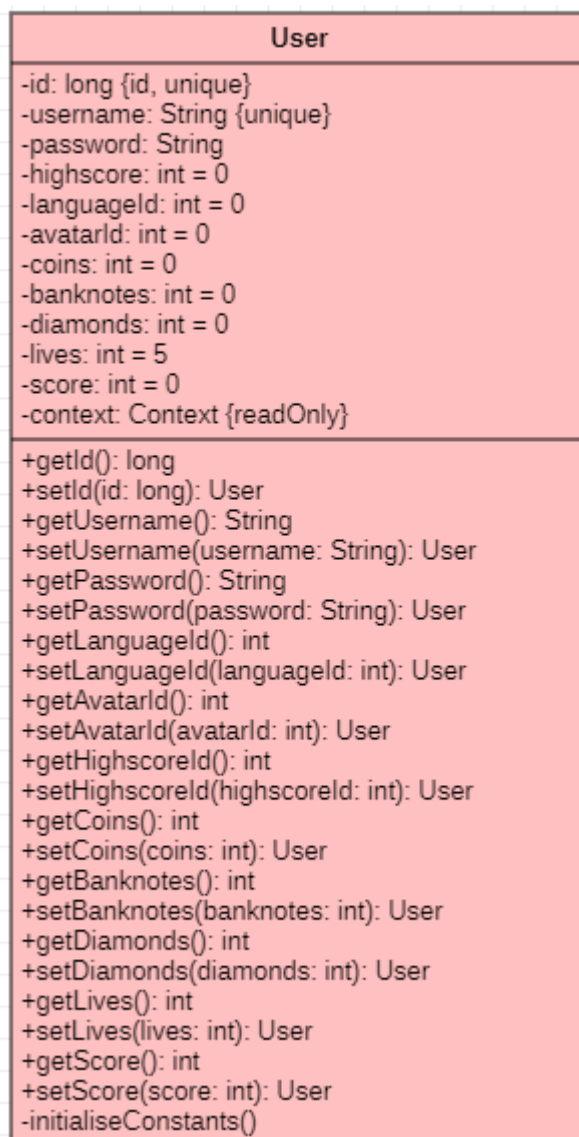 User
-id: long {id, unique}
-username: String {unique}
-password: String
-highscore: int = 0
-languageId: int = 0
-avatarId: int = 0
-coins: int = 0
-banknotes: int = 0
-diamonds: int = 0
-lives: int = 5
-score: int = 0
-context: Context {readOnly}
+getId(): long
+setId(id: long): User
+getUsername(): String
+setUsername(username: String): User
+getPassword(): String
+setPassword(password: String): User
+getLanguageId(): int
+setLanguageId(languageId: int): User
+getAvatarId(): int
+setAvatarId(avatarId: int): User
+getHighscoreId(): int
+setHighscoreId(highscoreId: int): User
+getCoins(): int
+setCoins(coins: int): User
+getBanknotes(): int
+setBanknotes(banknotes: int): User
+getDiamonds(): int
+setDiamonds(diamonds: int): User
+getLives(): int
+setLives(lives: int): User
+getScore(): int
+setScore(score: int): User
-initialiseConstants()